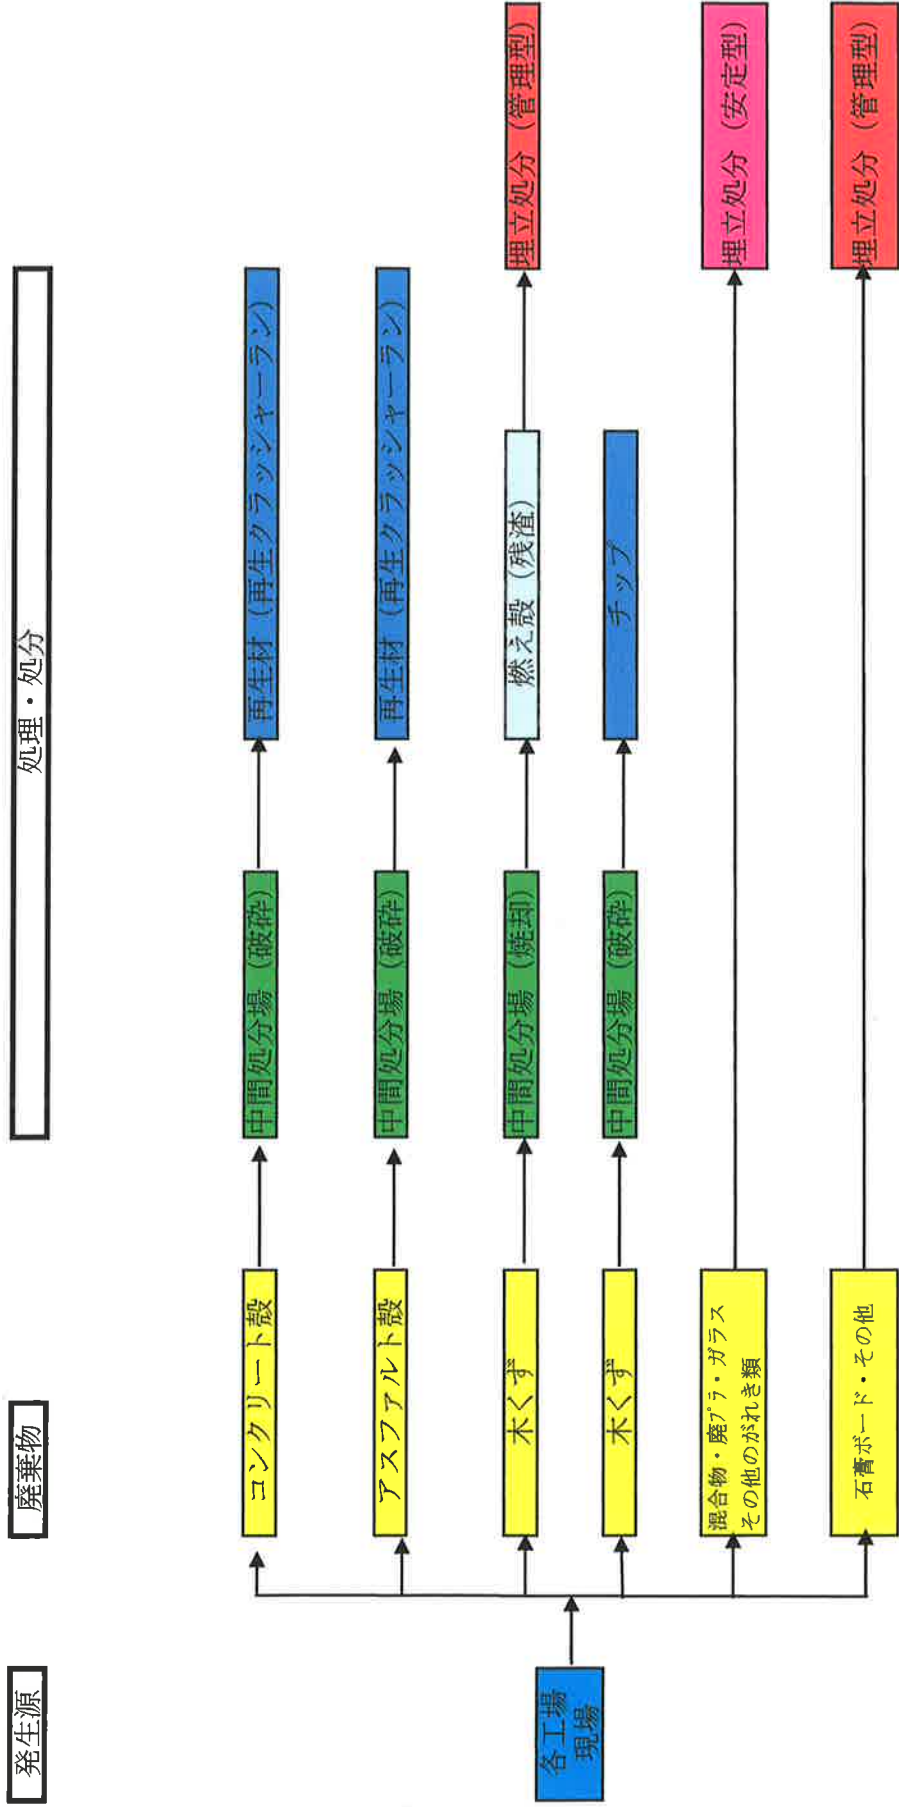 発生源
廃棄物
処理・処分
各工場
現場
コンクリート殻
中間処分場（破砕）
再生材（再生クラッシャーラン）
アスファルト殻
中間処分場（破砕）
再生材（再生クラッシャーラン）
木くず
中間処分場（焼却）
燃え殻（残渣）
埋立処分（管理型）
木くず
中間処分場（破砕）
チップ
混合物・廃プラ・ガラス
その他のがれき類
埋立処分（安定型）
石膏ボード・その他
埋立処分（管理型）